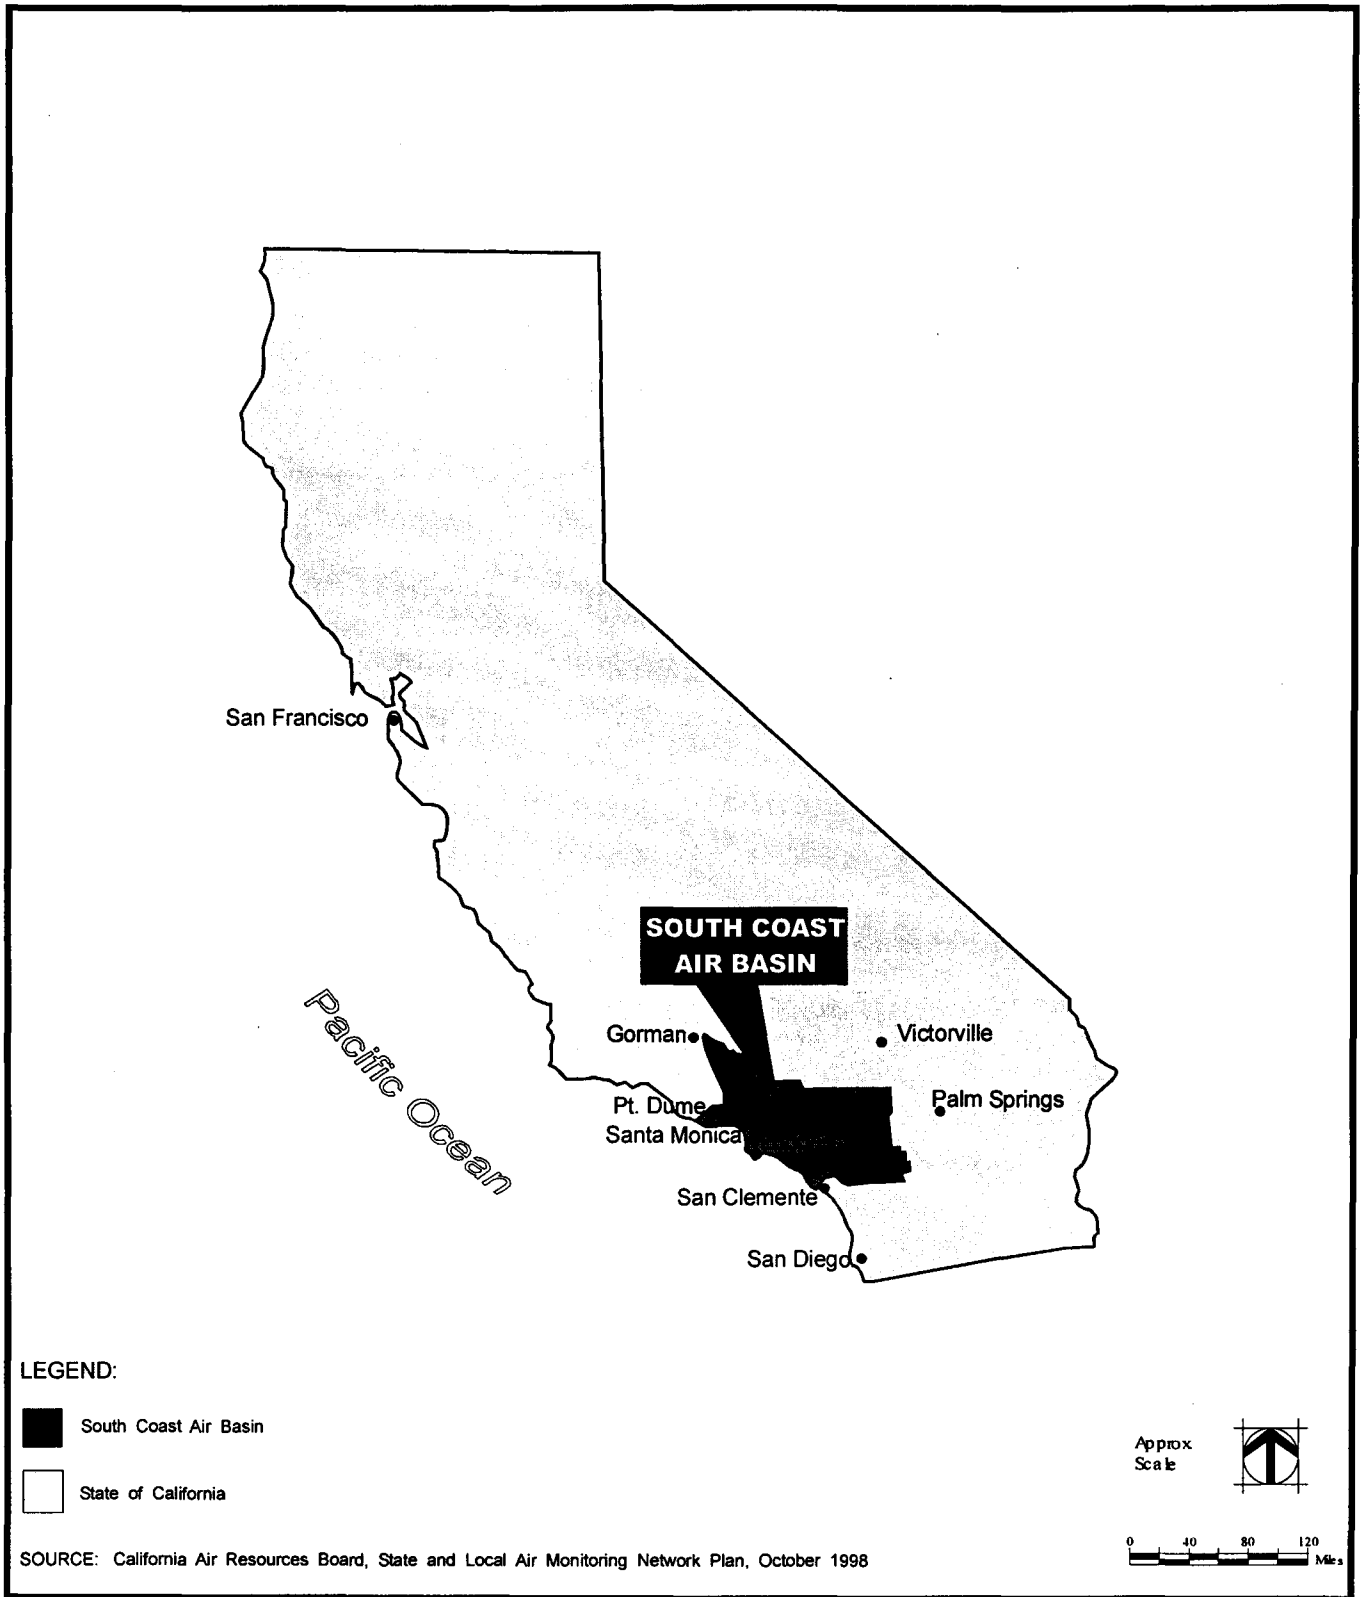 San Francisco
SOUTH COAST
AIR BASIN
Pacific Ocean
Gorman
Victorville
Pt. Dume
Palm Springs
Santa Monica
San Clemente
San Diego
LEGEND:
South Coast Air Basin
State of California
Approx
Scale
0 40 80 120
Miles
SOURCE: California Air Resources Board, State and Local Air Monitoring Network Plan, October 1998